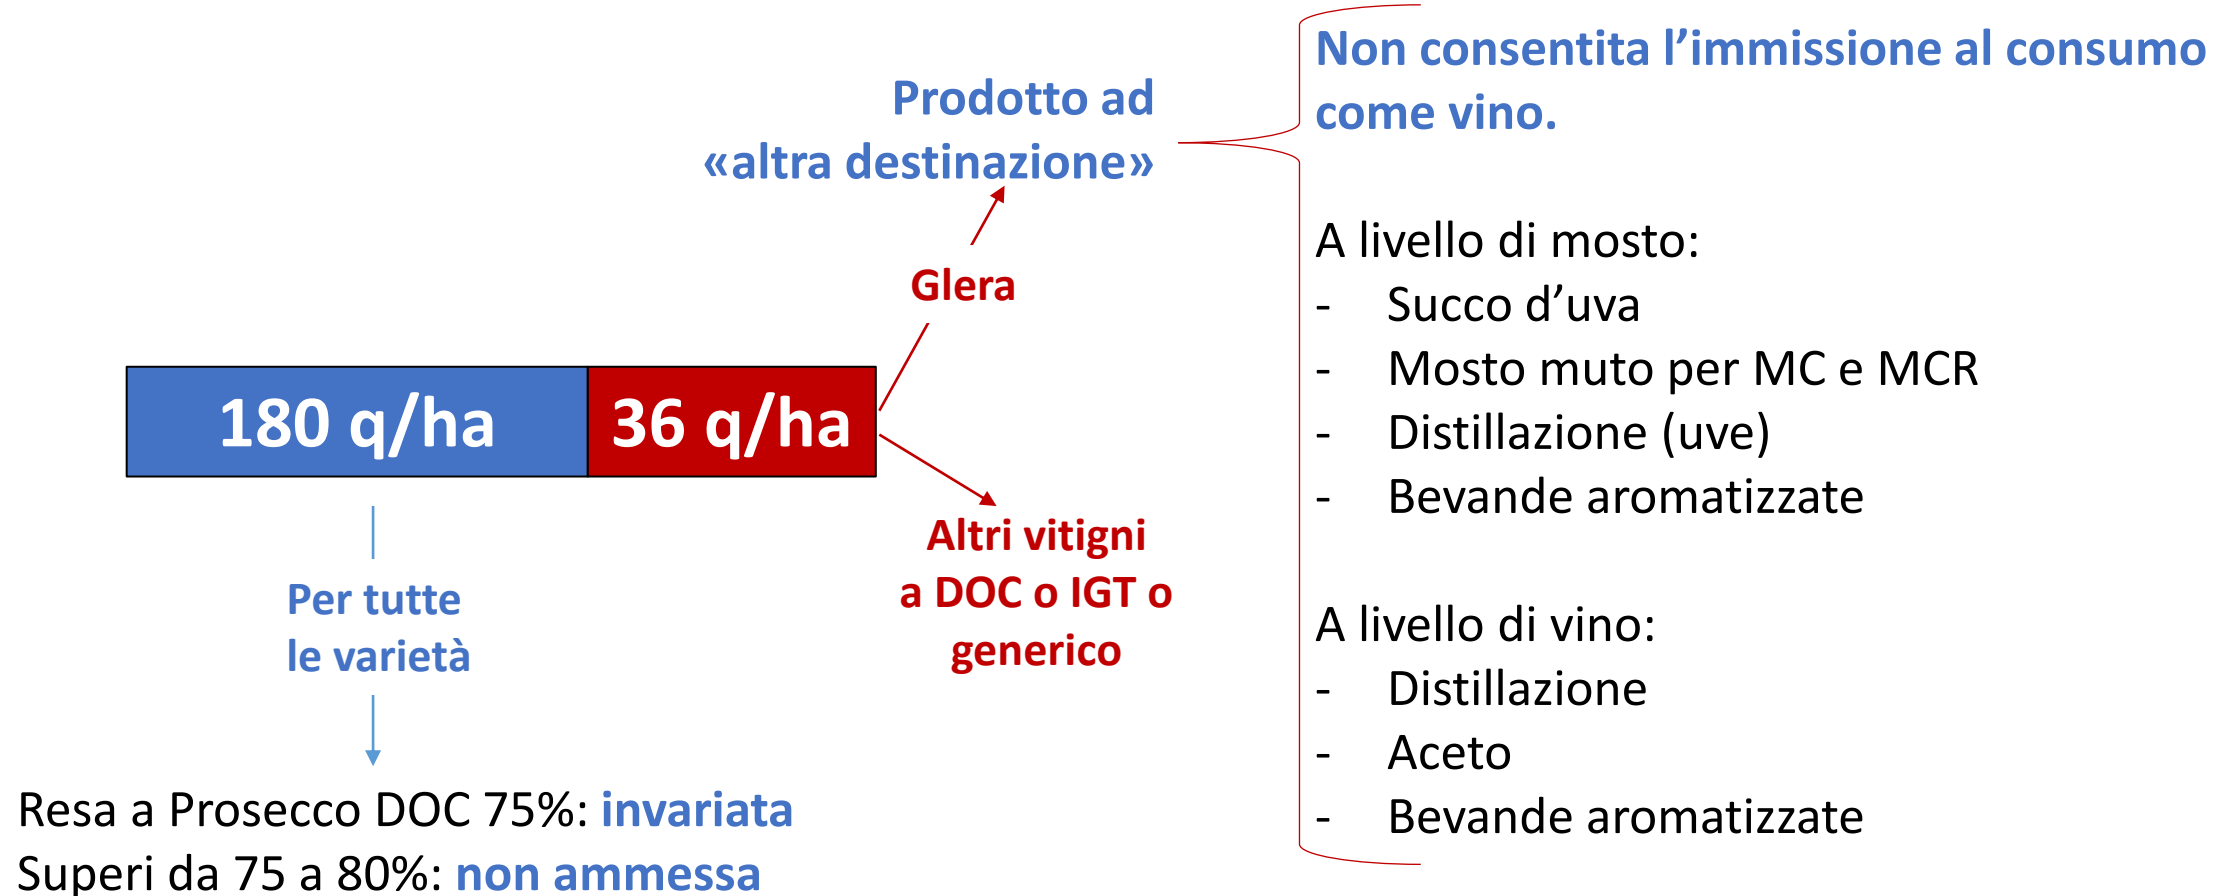 Prodotto ad
«altra destinazione»
Glera
180 q/ha
36 q/ha
Altri vitigni
a DOC o IGT o
generico
Per tutte
le varietà
Resa a Prosecco DOC 75%: invariata
Superi da 75 a 80%: non ammessa
Non consentita l’immissione al consumo
come vino.
A livello di mosto:
- Succo d’uva
- Mosto muto per MC e MCR
- Distillazione (uve)
- Bevande aromatizzate
A livello di vino:
- Distillazione
- Aceto
- Bevande aromatizzate